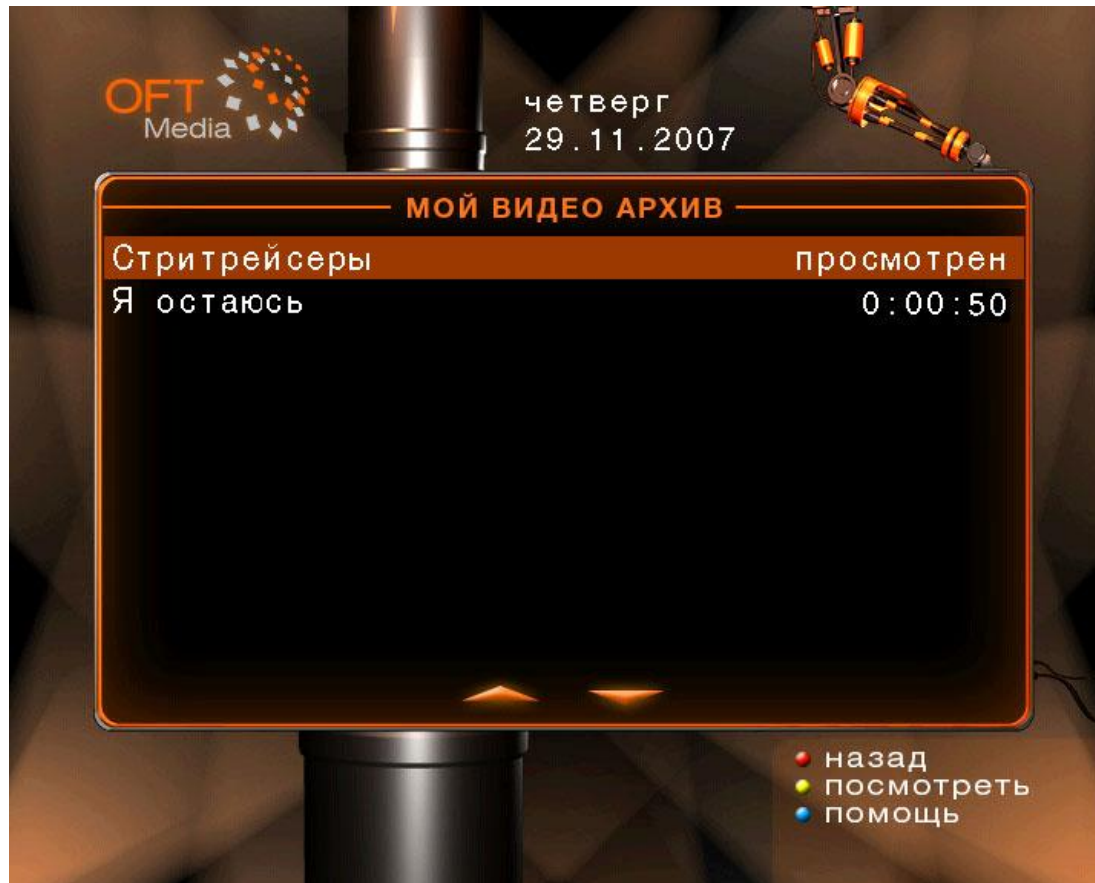 OFT
Media
четверг
29.11.2007
МОЙ ВИДЕО АРХИВ
Стритрейсеры просмотрен
Я остаюсь 0:00:50
назад
посмотреть
помощь